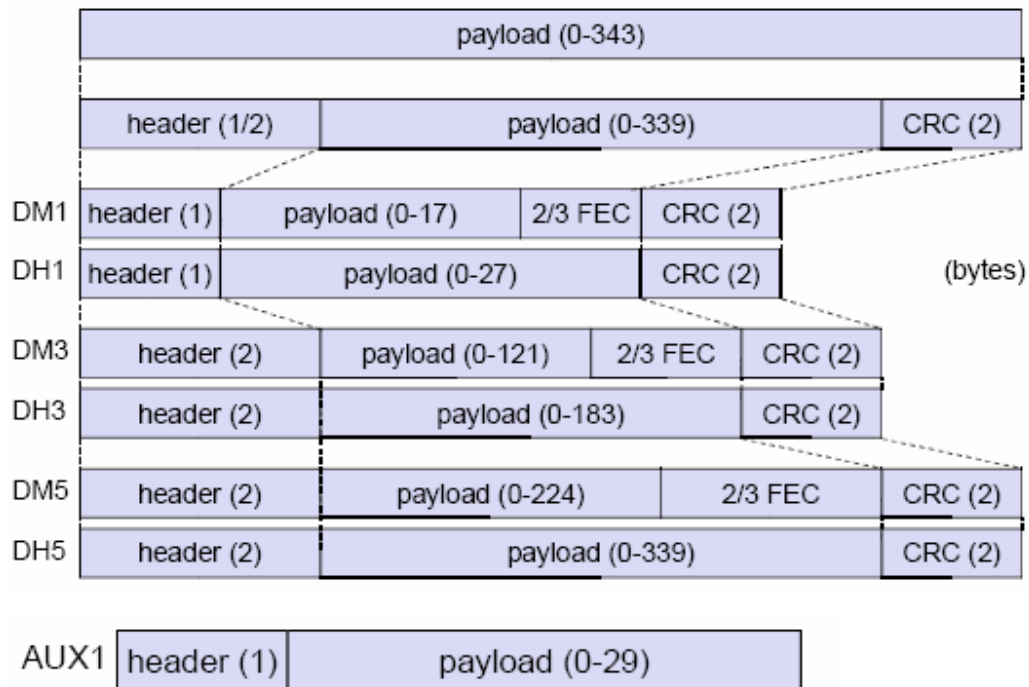 payload (0-343)
header (1/2) payload (0-339) CRC (2)
DM1 header (1) payload (0-17) 2/3 FEC CRC (2)
DH1 header (1) payload (0-27) CRC (2) (bytes)
DM3 header (2) payload (0-121) 2/3 FEC CRC (2)
DH3 header (2) payload (0-183) CRC (2)
DM5 header (2) payload (0-224) 2/3 FEC CRC (2)
DH5 header (2) payload (0-339) CRC (2)
AUX1 header (1) payload (0-29)